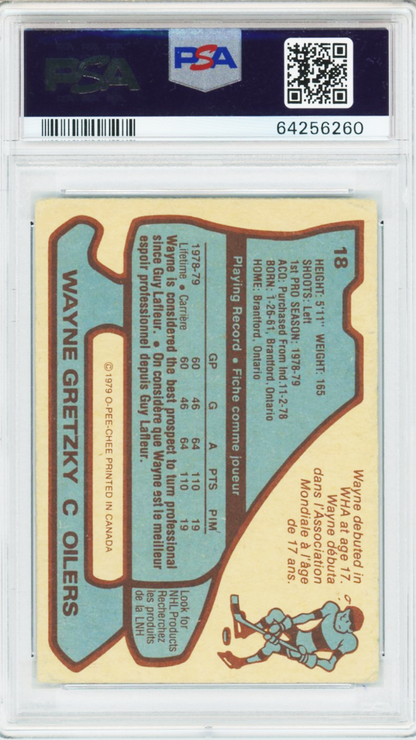 PSA
PSA
64256260
18
HEIGHT: 5'11" WEIGHT: 165
SHOOTS: Left
1st PRO SEASON: 1978-79
ACQ: Purchased From Ind. 11-2-78
BORN: 1-26-61, Brantford, Ontario
HOME: Brantford, Ontario
Wayne debuted in
WHA at age 17.
Wayne débuta
dans l'Association
Mondiale à l'âge
de 17 ans.
Playing Record • Fiche comme joueur
GP G A PTS PIM
1978-79 60 46 64 110 19
Lifetime • Carrière 60 46 64 110 19
Wayne is considered the best prospect to turn professional
since Guy Lafleur. • On considère que Wayne est le meilleur
espoir professionnel depuis Guy Lafleur.
Look for
NHL Products
Recherchez
les produits
de la LNH
© 1979 O-PEE-CHEE PRINTED IN CANADA
WAYNE GRETZKY C OILERS